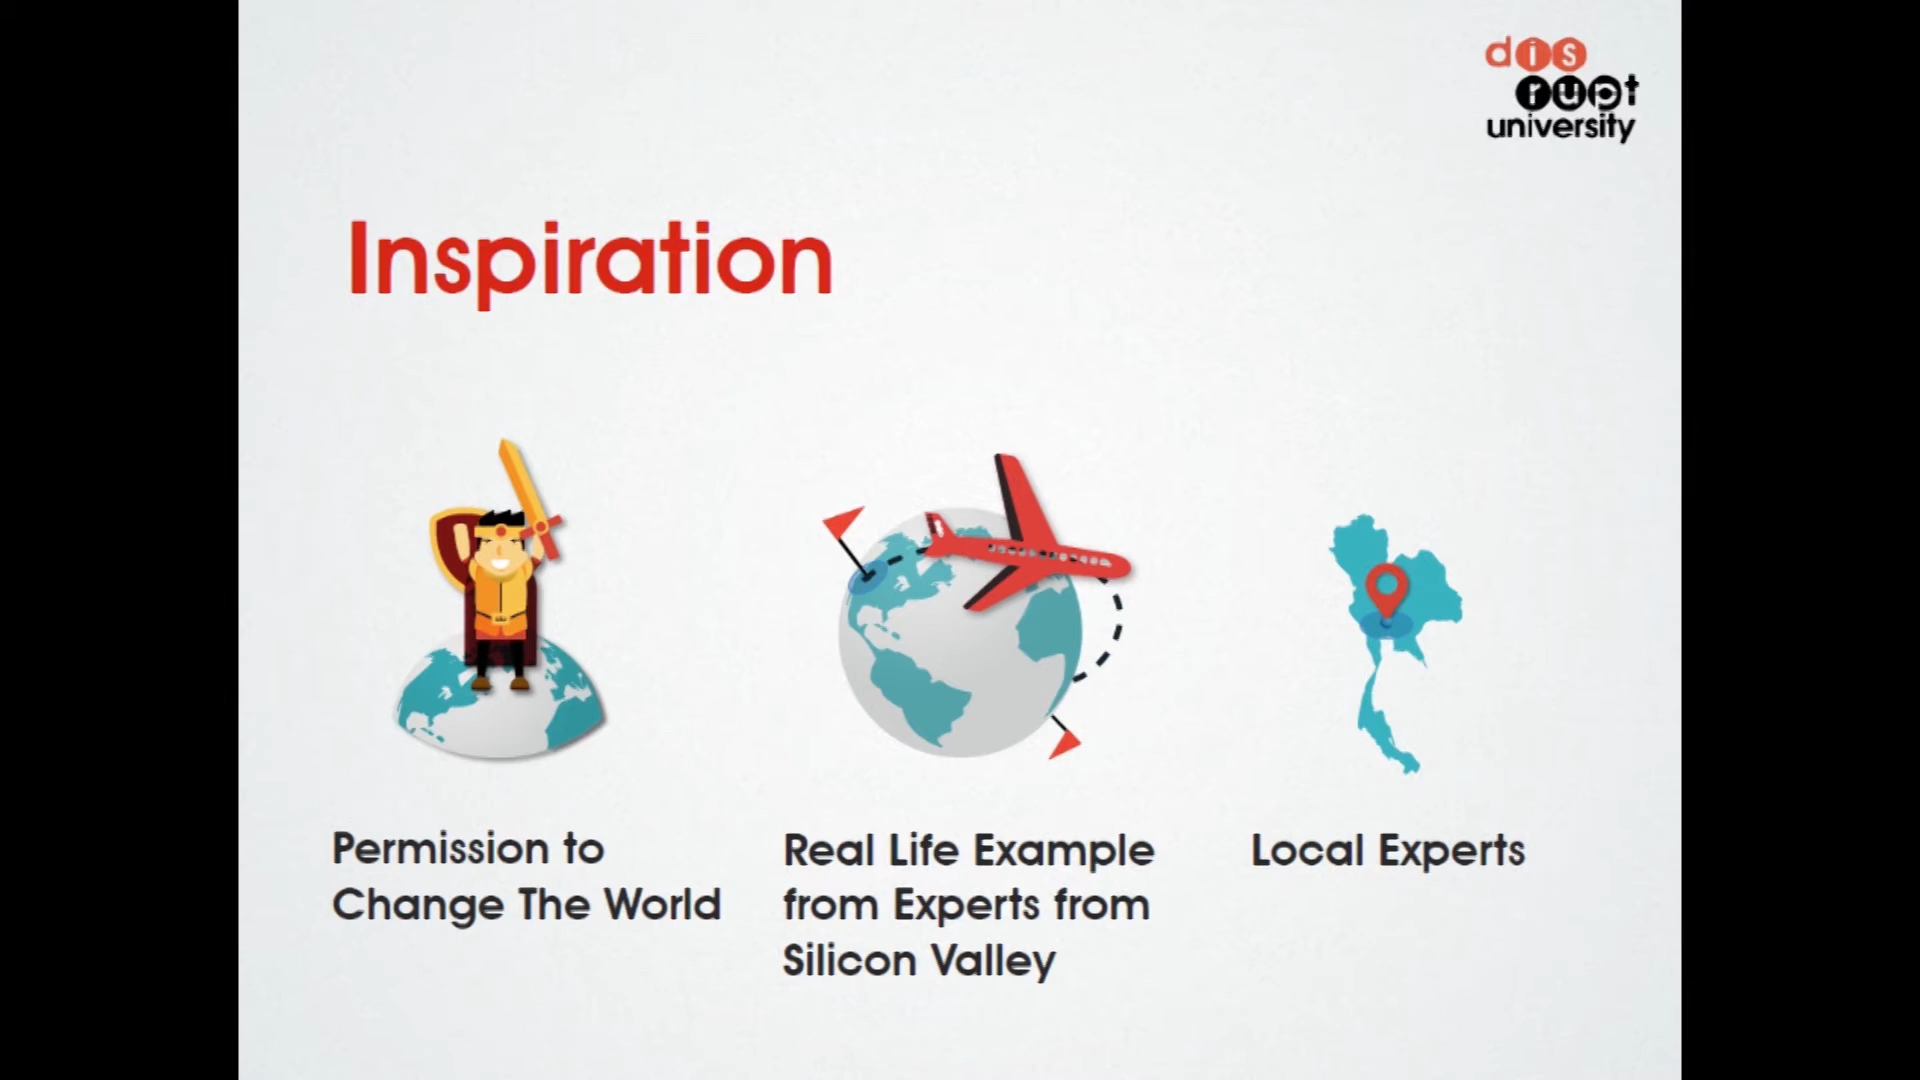 dis
rupt
university
Inspiration
Permission to
Change The World
Real Life Example
from Experts from
Silicon Valley
Local Experts